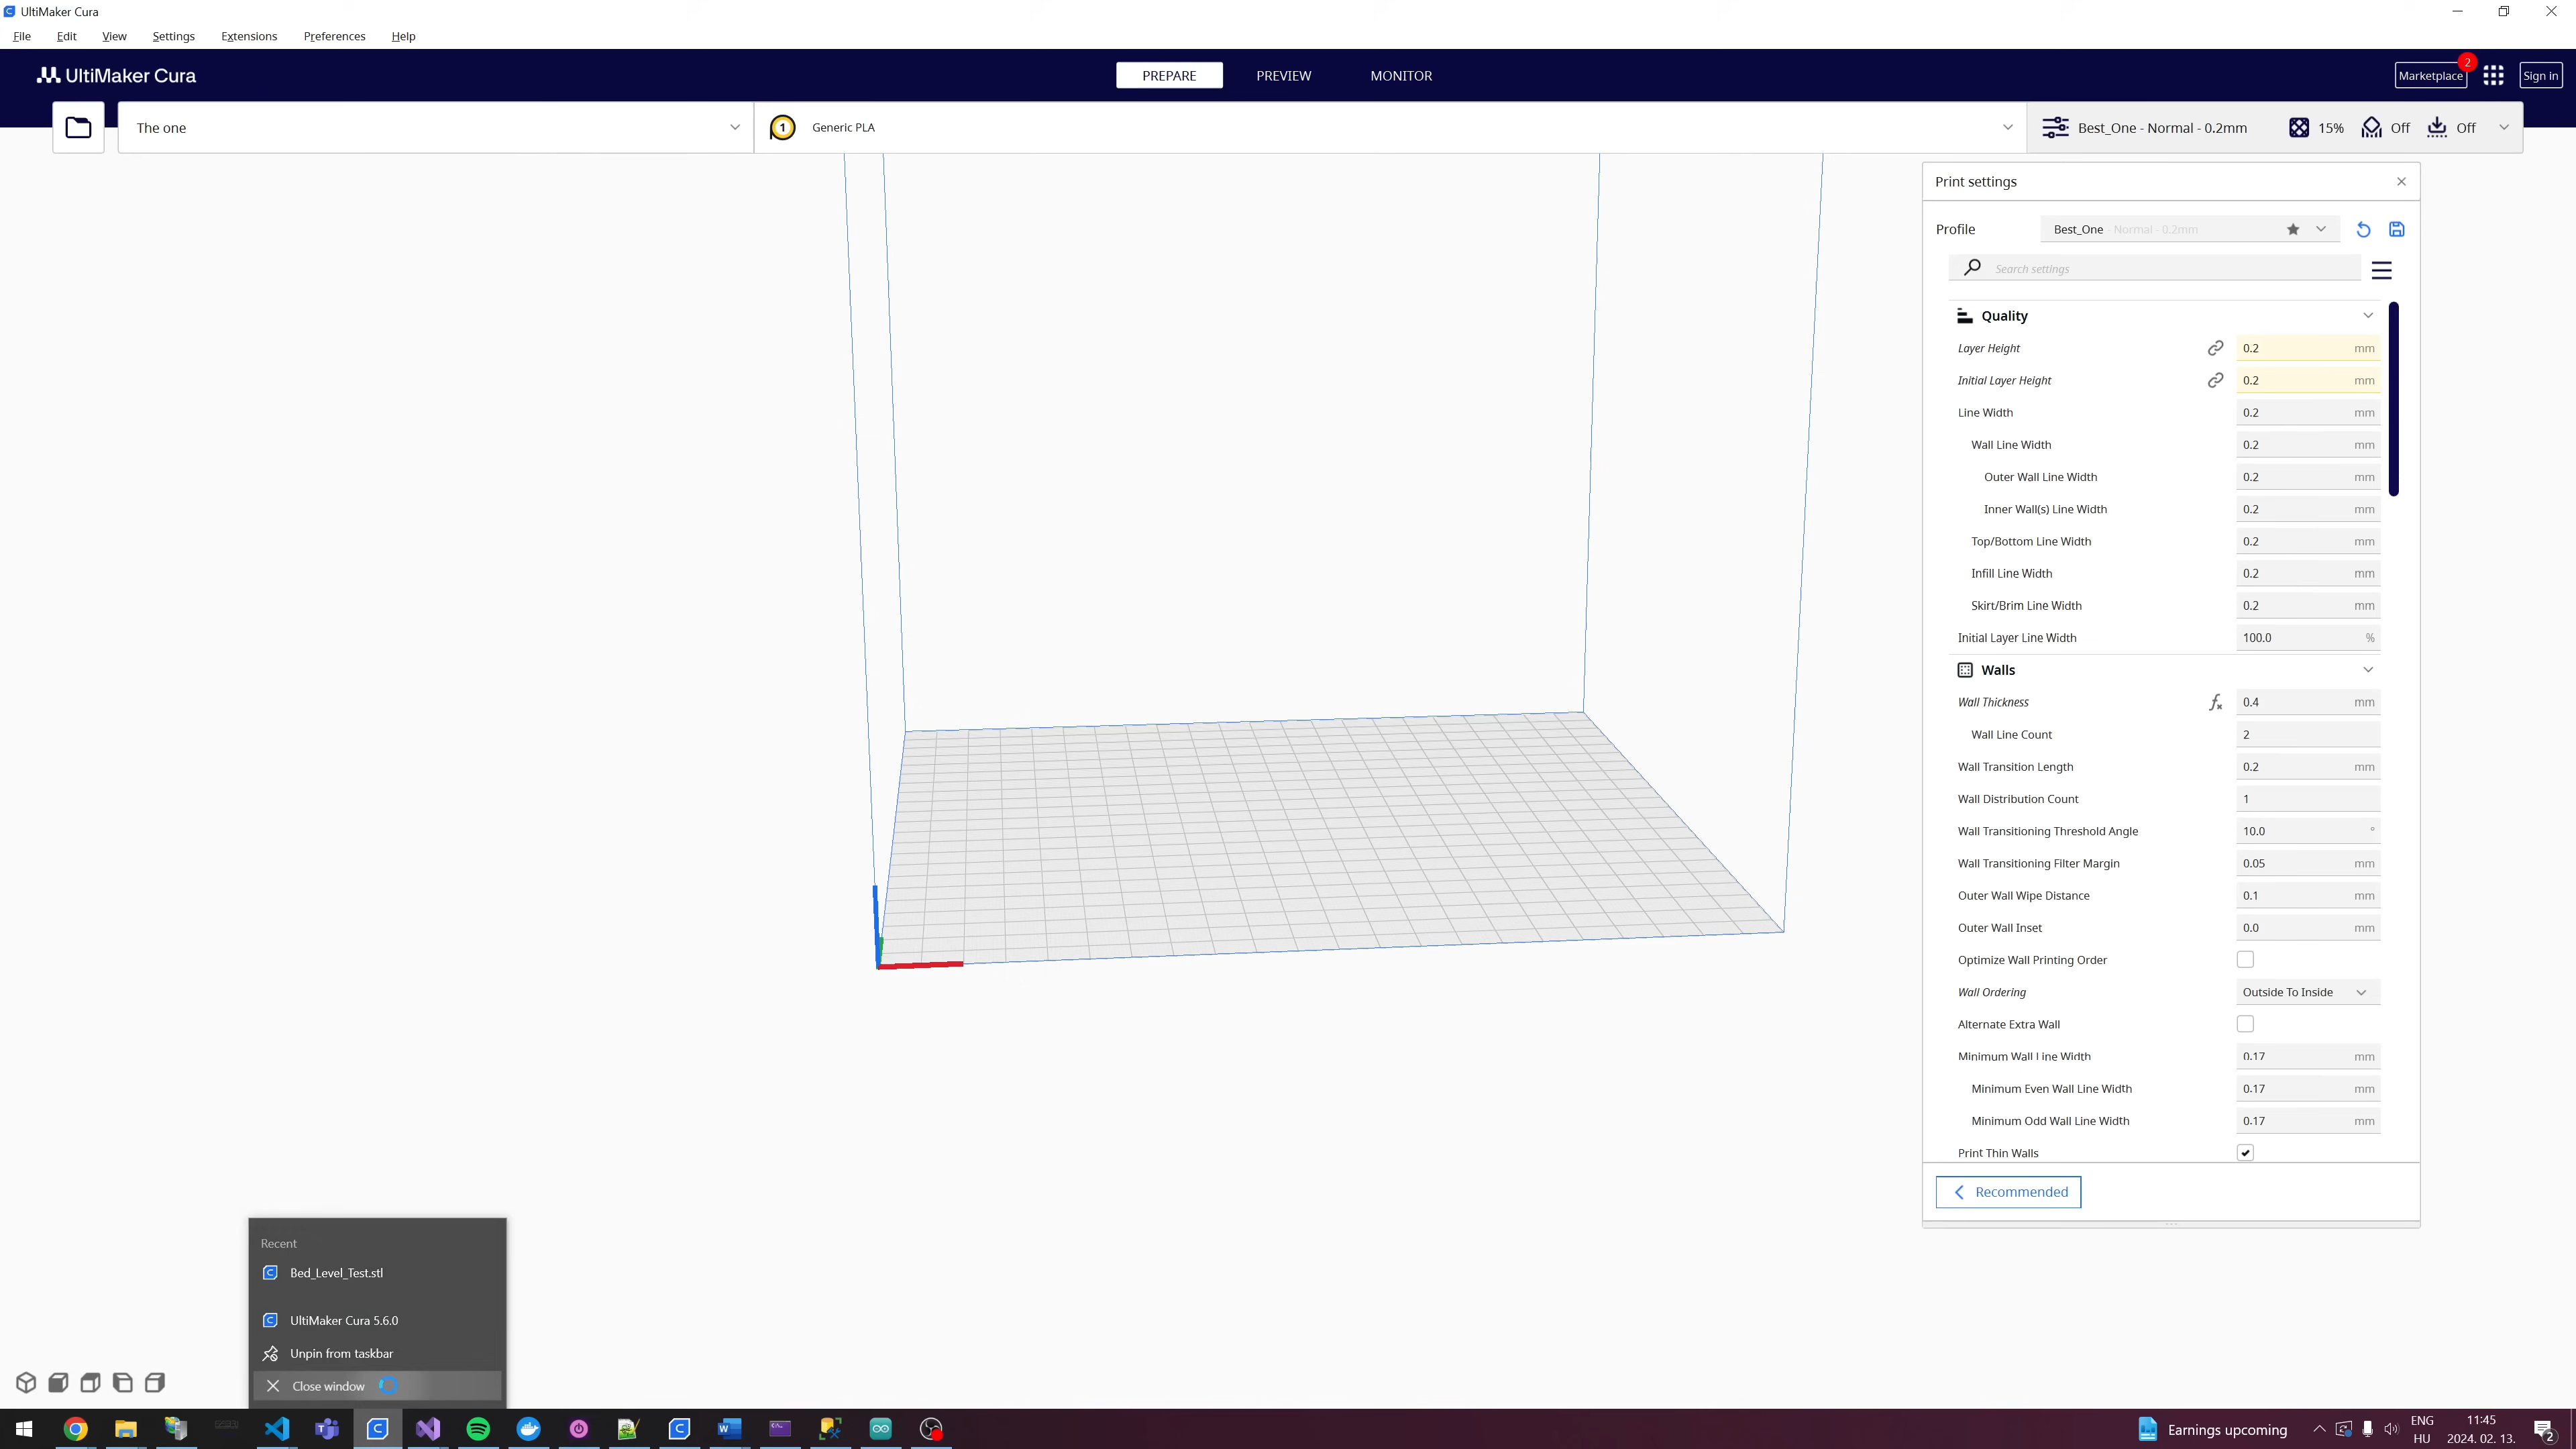 UltiMaker Cura
File Edit View Settings Extensions Preferences Help
UltiMaker Cura PREPARE PREVIEW MONITOR Marketplace 2 Sign in
The one 1 Generic PLA Best_One - Normal - 0.2mm 15% Off Off
Print settings
Profile Best_One - Normal - 0.2mm
Search settings
Quality
Layer Height 0.2 mm
Initial Layer Height 0.2 mm
Line Width 0.2 mm
Wall Line Width 0.2 mm
Outer Wall Line Width 0.2 mm
Inner Wall(s) Line Width 0.2 mm
Top/Bottom Line Width 0.2 mm
Infill Line Width 0.2 mm
Skirt/Brim Line Width 0.2 mm
Initial Layer Line Width 100.0 %
Walls
Wall Thickness fx 0.4 mm
Wall Line Count 2
Wall Transition Length 0.2 mm
Wall Distribution Count 1
Wall Transitioning Threshold Angle 10.0 °
Wall Transitioning Filter Margin 0.05 mm
Outer Wall Wipe Distance 0.1 mm
Outer Wall Inset 0.0 mm
Optimize Wall Printing Order
Wall Ordering Outside To Inside
Alternate Extra Wall
Minimum Wall Line Width 0.17 mm
Minimum Even Wall Line Width 0.17 mm
Minimum Odd Wall Line Width 0.17 mm
Print Thin Walls
Recommended
Recent
Bed_Level_Test.stl
UltiMaker Cura 5.6.0
Unpin from taskbar
Close window
Earnings upcoming
ENG
HU
11:45
2024. 02. 13.
2